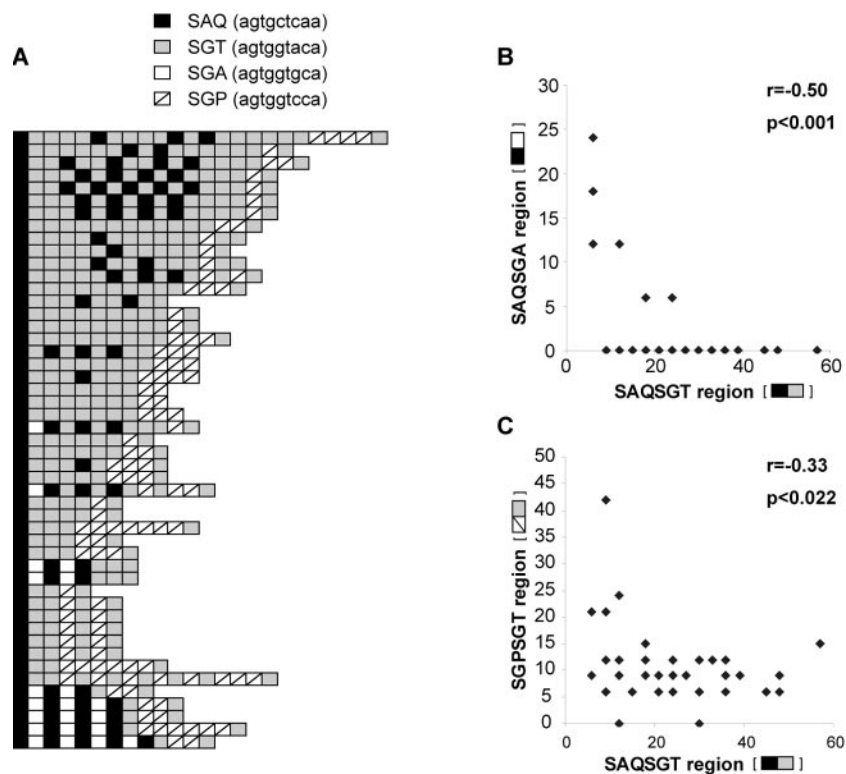 A
SAQ (agtgctcaa)
SGT (agtggtaca)
SGA (agtggtgca)
SGP (agtggtcca)
B
r=-0.50
p<0.001
30
25
20
15
10
5
0
SAQSGA region [ ]
0 20 40 60
SAQSGT region [ ]
C
r=-0.33
p<0.022
50
45
40
35
30
25
20
15
10
5
0
SGPSGT region [ ]
0 20 40 60
SAQSGT region [ ]